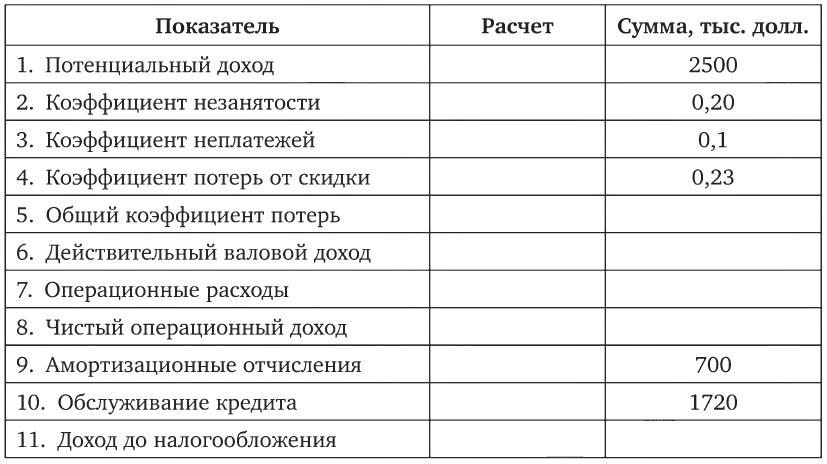 Показатель Расчет Сумма, тыс. долл.
1. Потенциальный доход 2500
2. Коэффициент незанятости 0,20
3. Коэффициент неплатежей 0,1
4. Коэффициент потерь от скидки 0,23
5. Общий коэффициент потерь
6. Действительный валовой доход
7. Операционные расходы
8. Чистый операционный доход
9. Амортизационные отчисления 700
10. Обслуживание кредита 1720
11. Доход до налогообложения